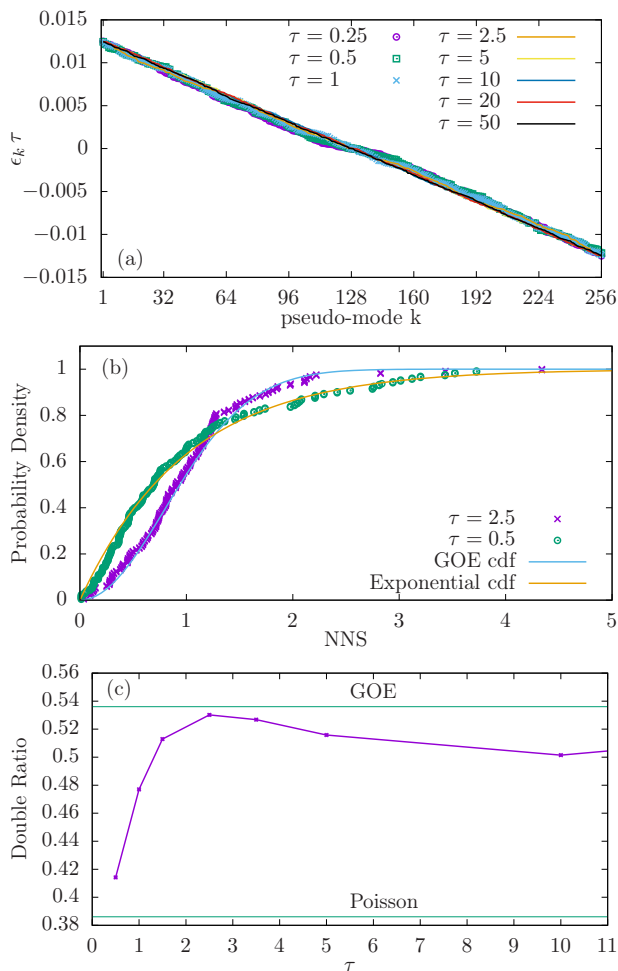 0.015
0.01
0.005
0
−0.005
−0.01
−0.015
ϵk τ
τ = 0.25
τ = 0.5
τ = 1
τ = 2.5
τ = 5
τ = 10
τ = 20
τ = 50
(a)
1 32 64 96 128 160 192 224 256
pseudo-mode k
(b)
1
0.8
0.6
0.4
0.2
0
Probability Density
τ = 2.5
τ = 0.5
GOE cdf
Exponential cdf
0 1 2 3 4 5
NNS
(c)
0.56
0.54
0.52
0.5
0.48
0.46
0.44
0.42
0.4
0.38
Double Ratio
GOE
Poisson
0 1 2 3 4 5 6 7 8 9 10 11
τ